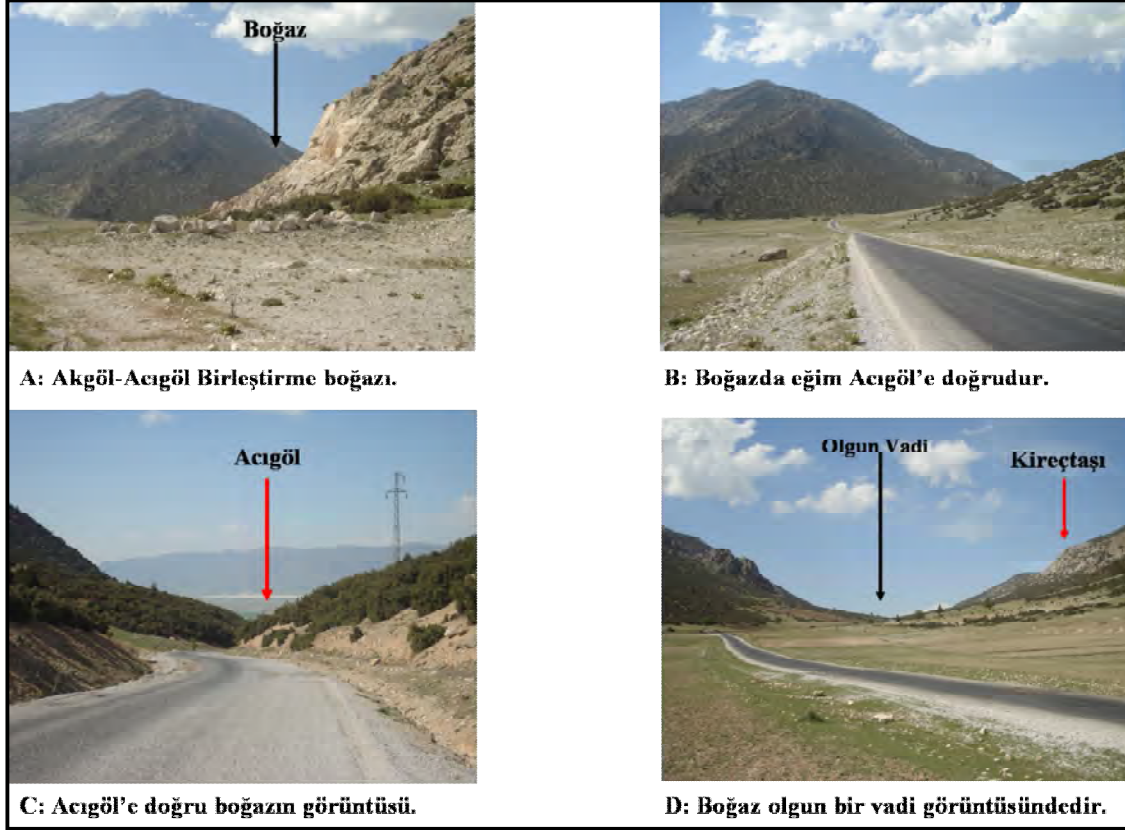 Boğaz
A: Akgöl-Acıgöl Birleştirme boğazı.
B: Boğazda eğim Acıgöl’e doğrudur.
Acıgöl
C: Acıgöl’e doğru boğazın görüntüsü.
Olgun Vadi
Kireçtaşı
D: Boğaz olgun bir vadi görüntüsündedir.